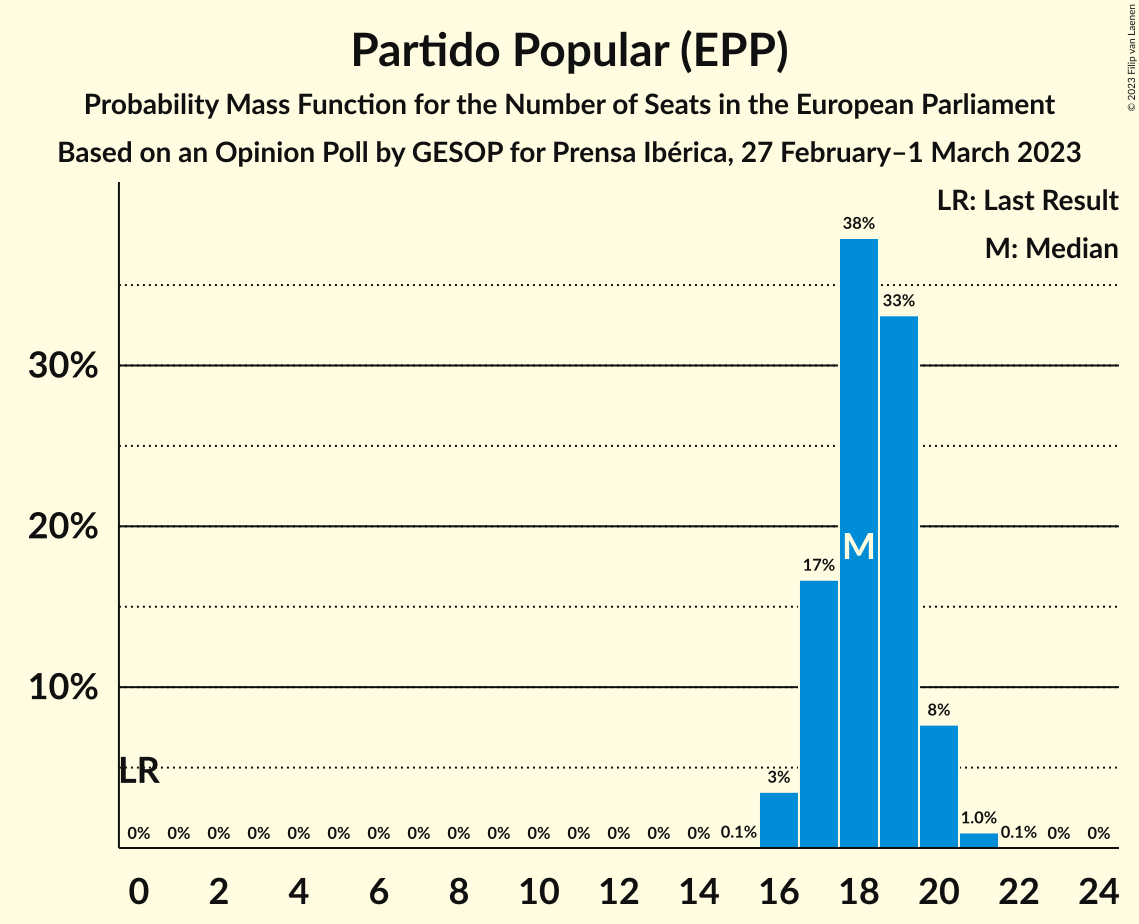 Partido Popular (EPP)
Probability Mass Function for the Number of Seats in the European Parliament
Based on an Opinion Poll by GESOP for Prensa Ibérica, 27 February–1 March 2023
© 2023 Filip van Laenen
LR: Last Result
M: Median
38%
33%
30%
20%
M
17%
10%
8%
LR
3%
1.0%
0% 0% 0% 0% 0% 0% 0% 0% 0% 0% 0% 0% 0% 0% 0% 0.1% 0.1% 0% 0%
0 2 4 6 8 10 12 14 16 18 20 22 24